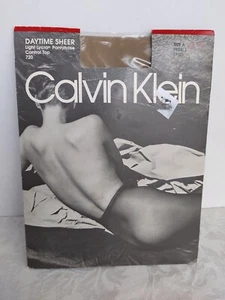 DAYTIME SHEER
Light Lycra® Pantyhose
Control Top
720
Calvin Klein